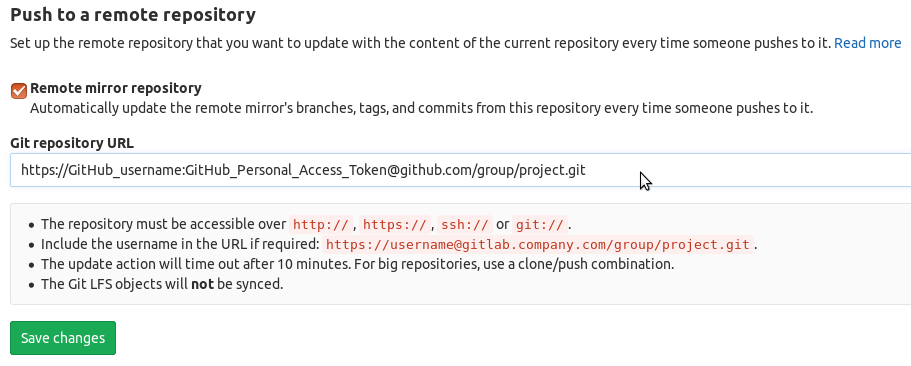 Push to a remote repository
Set up the remote repository that you want to update with the content of the current repository every time someone pushes to it. Read more
Remote mirror repository
Automatically update the remote mirror's branches, tags, and commits from this repository every time someone pushes to it.
Git repository URL
https://GitHub_username:GitHub_Personal_Access_Token@github.com/group/project.git
• The repository must be accessible over http://, https://, ssh:// or git://.
• Include the username in the URL if required: https://username@gitlab.company.com/group/project.git.
• The update action will time out after 10 minutes. For big repositories, use a clone/push combination.
• The Git LFS objects will not be synced.
Save changes